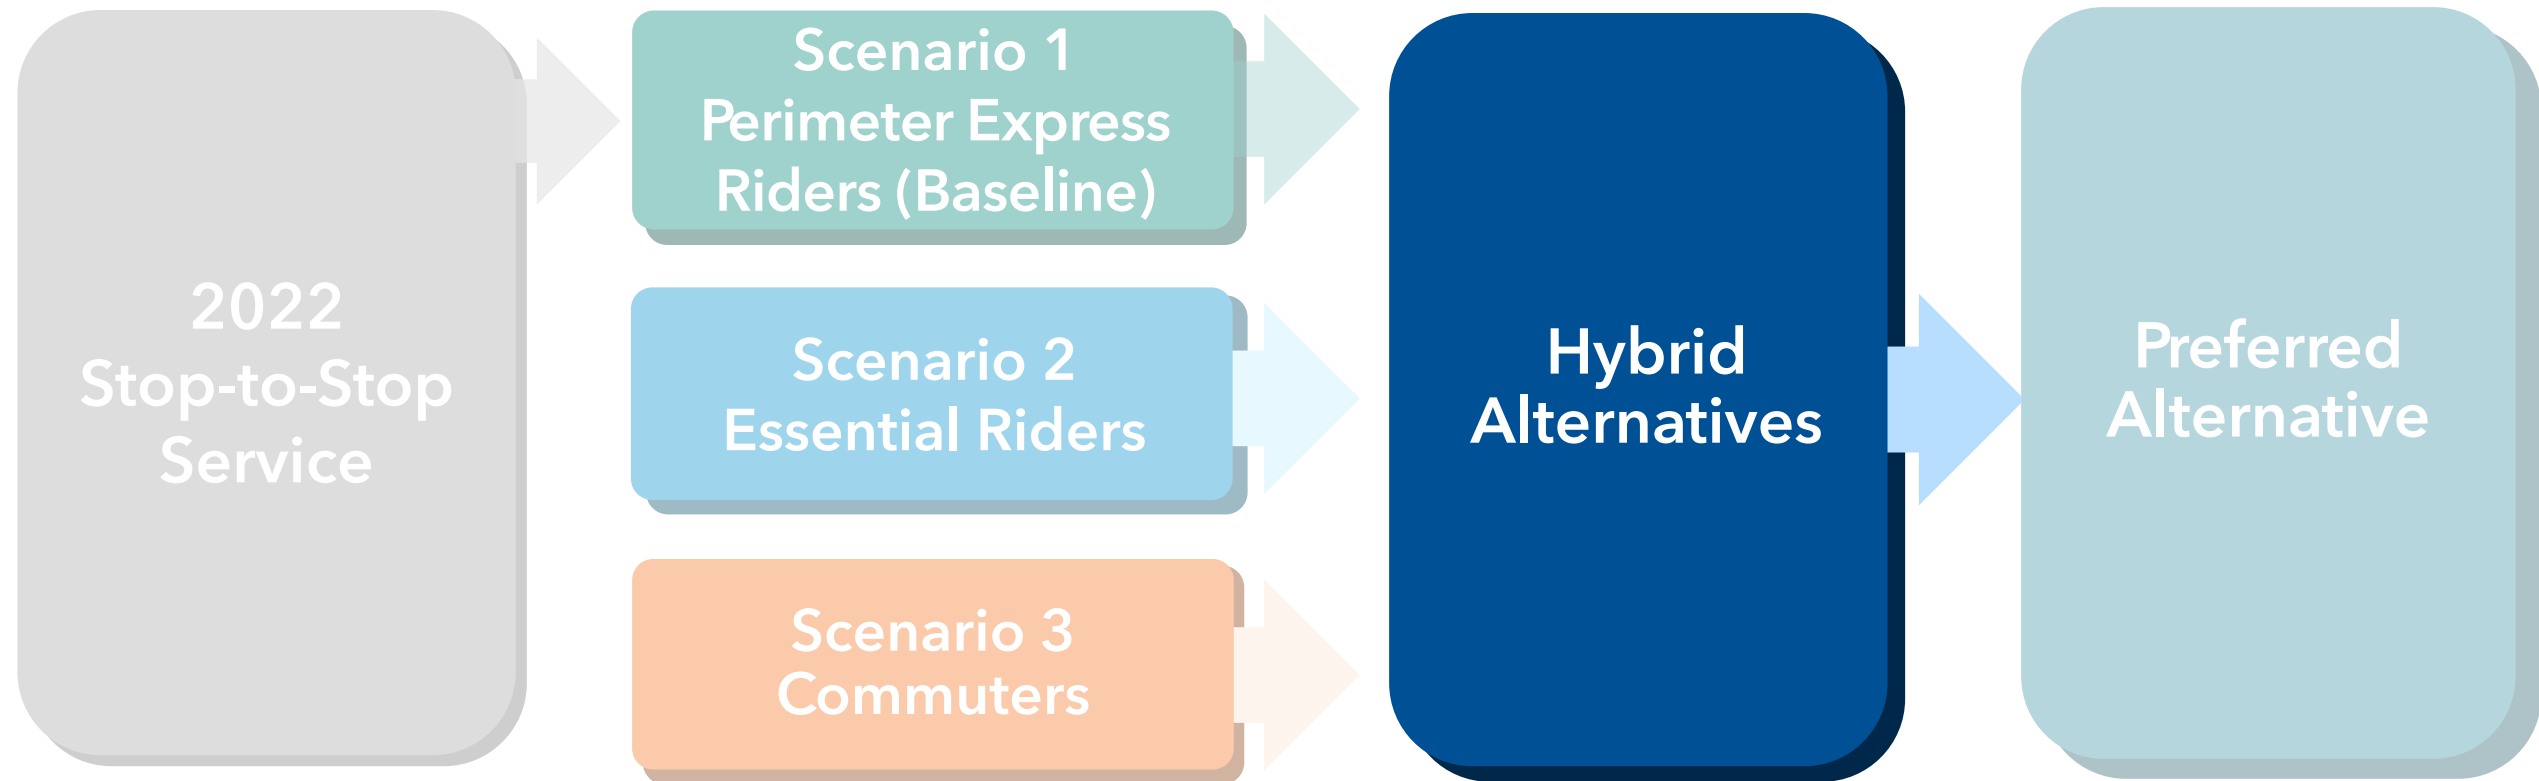 2022
Stop-to-Stop
Service
Scenario 1
Perimeter Express
Riders (Baseline)
Scenario 2
Essential Riders
Scenario 3
Commuters
Hybrid
Alternatives
Preferred
Alternative